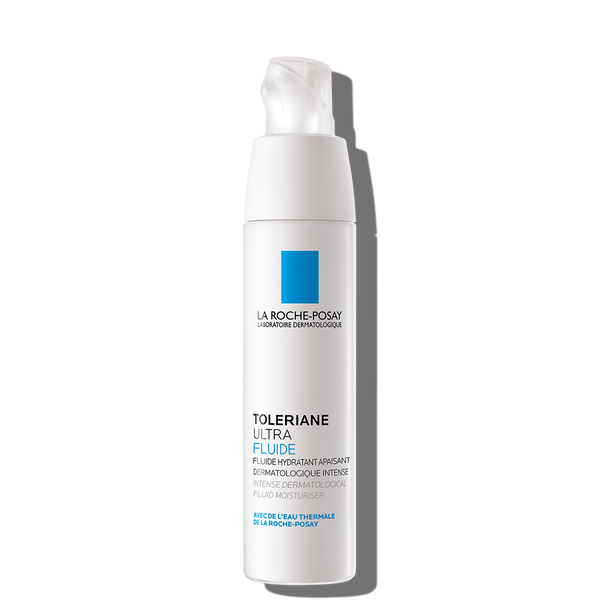 LA ROCHE-POSAY
LABORATOIRE DERMATOLOGIQUE
TOLERIANE
ULTRA
FLUIDE
FLUIDE HYDRATANT APAISANT
DERMATOLOGIQUE INTENSE
INTENSE DERMATOLOGICAL
FLUID MOISTURISER
AVEC DE L'EAU THERMALE
DE LA ROCHE-POSAY